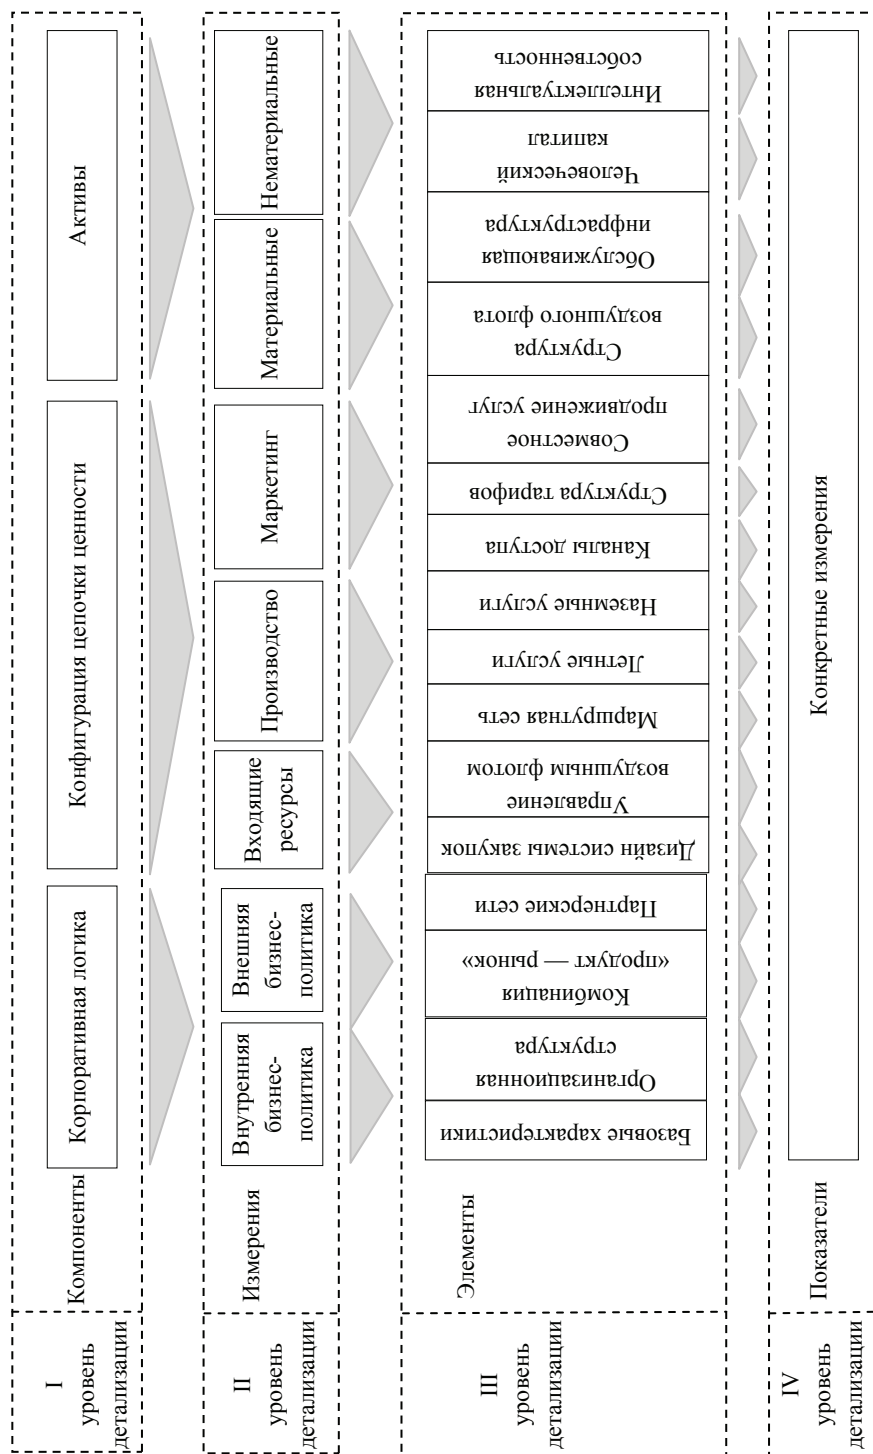 I
уровень
детализации
Компоненты
Корпоративная логика
Конфигурация цепочки ценности
Активы
II
уровень
детализации
Измерения
Внутренняя
бизнес-
политика
Внешняя
бизнес-
политика
Входящие
ресурсы
Производство
Маркетинг
Материальные
Нематериальные
III
уровень
детализации
Элементы
Базовые характеристики
Организационная
структура
Комбинация
«продукт — рынок»
Партнерские сети
Дизайн системы закупок
Управление
воздушным флотом
Маршрутная сеть
Летные услуги
Наземные услуги
Каналы доступа
Структура тарифов
Совместное
продвижение услуг
Структура
воздушного флота
Обслуживающая
инфраструктура
Человеческий
капитал
Интеллектуальная
собственность
IV
уровень
детализации
Показатели
Конкретные измерения